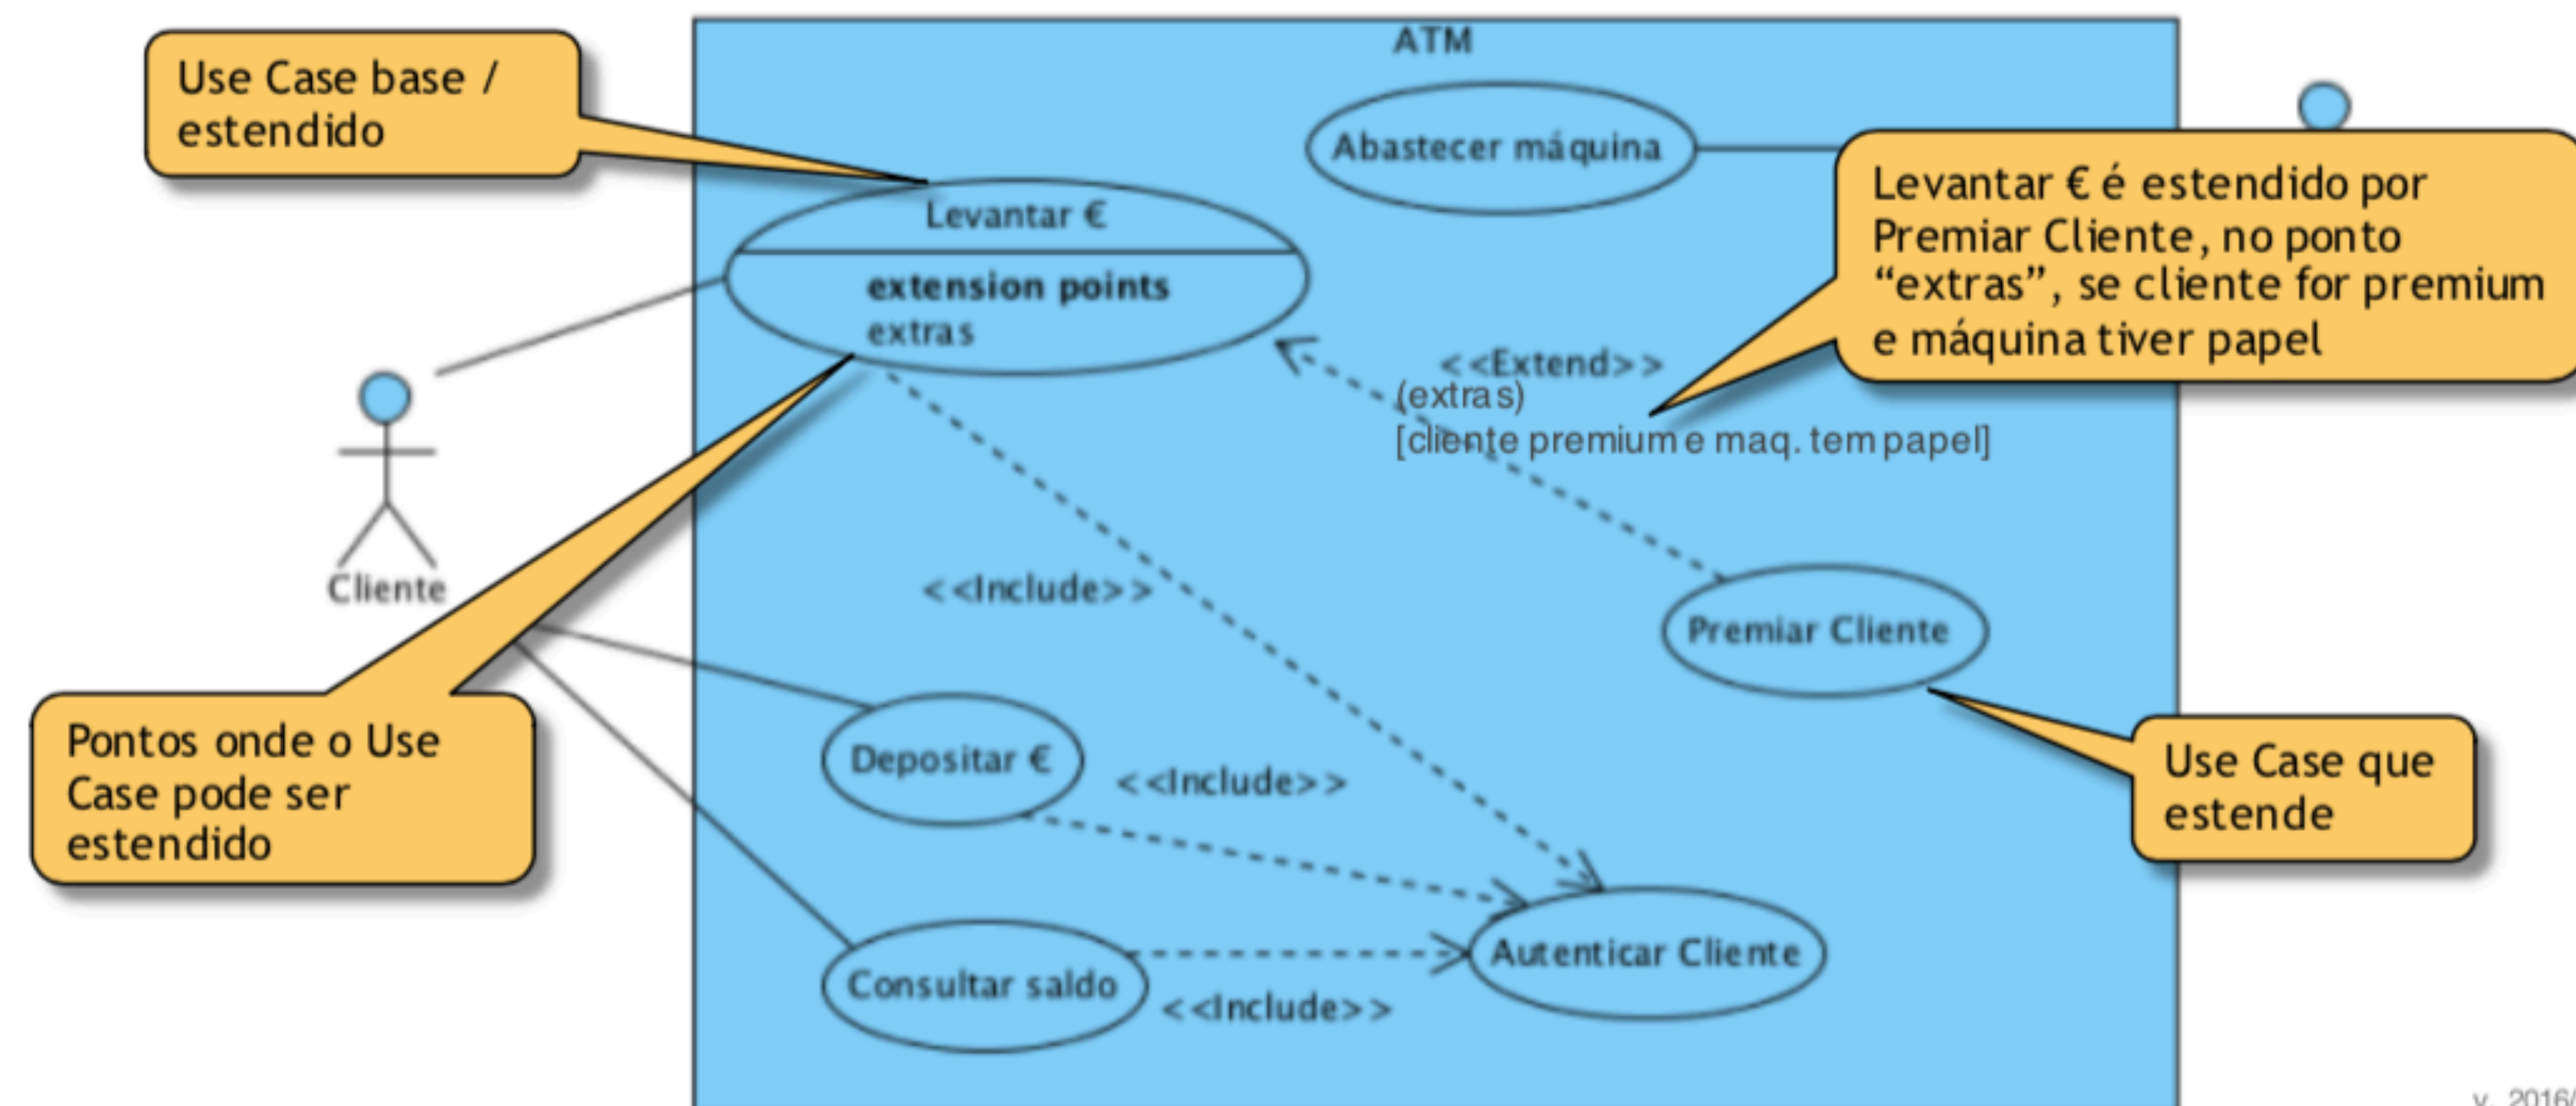 ATM
Use Case base /
estendido
Abastecer máquina
Levantar € é estendido por
Premiar Cliente, no ponto
“extras”, se cliente for premium
e máquina tiver papel
Levantar €
extension points
extras
<<Extend>>
(extras)
[cliente premium e maq. tem papel]
Cliente
<<Include>>
Premiar Cliente
Pontos onde o Use
Case pode ser
estendido
Depositar €
<<Include>>
Use Case que
estende
Consultar saldo
<<Include>>
Autenticar Cliente
v. 2016/